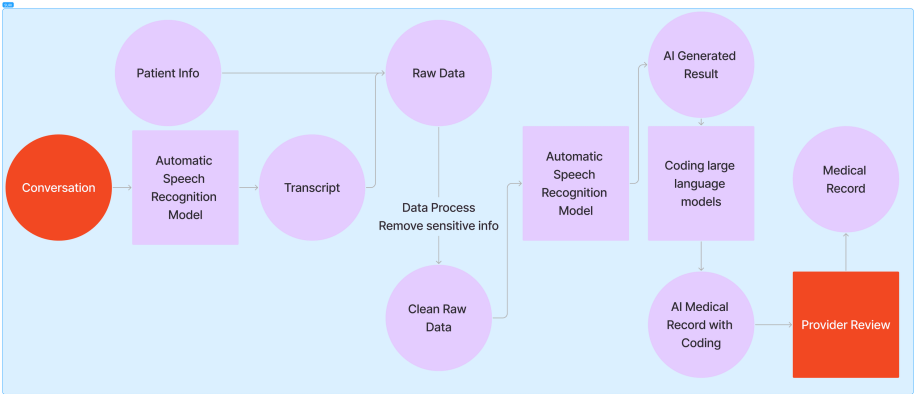 Patient Info
Raw Data
AI Generated
Result
Conversation
Automatic
Speech
Recognition
Model
Transcript
Data Process
Remove sensitive info
Automatic
Speech
Recognition
Model
Coding large
language
models
Medical
Record
Clean Raw
Data
AI Medical
Record with
Coding
Provider Review